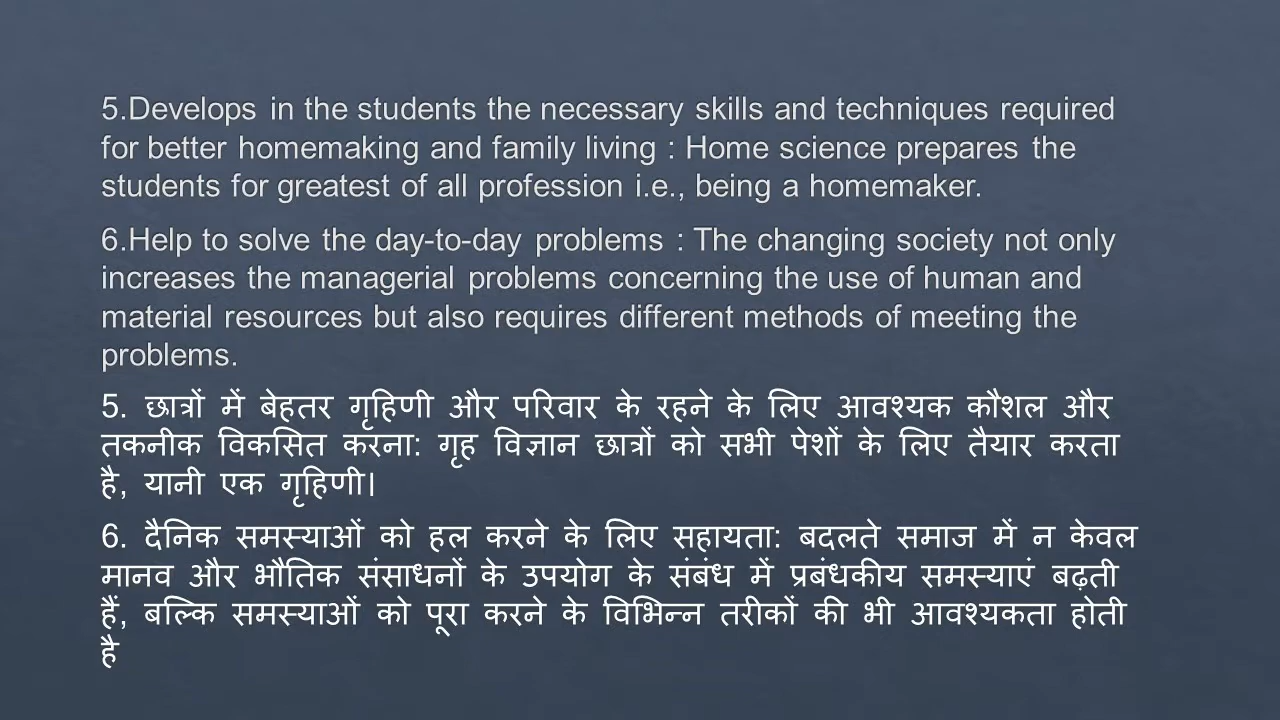 5.Develops in the students the necessary skills and techniques required
for better homemaking and family living : Home science prepares the
students for greatest of all profession i.e., being a homemaker.
6.Help to solve the day-to-day problems : The changing society not only
increases the managerial problems concerning the use of human and
material resources but also requires different methods of meeting the
problems.
5. छात्रों में बेहतर गृहिणी और परिवार के रहने के लिए आवश्यक कौशल और
तकनीक विकसित करना: गृह विज्ञान छात्रों को सभी पेशों के लिए तैयार करता
है, यानी एक गृहिणी।
6. दैनिक समस्याओं को हल करने के लिए सहायता: बदलते समाज में न केवल
मानव और भौतिक संसाधनों के उपयोग के संबंध में प्रबंधकीय समस्याएं बढ़ती
हैं, बल्कि समस्याओं को पूरा करने के विभिन्न तरीकों की भी आवश्यकता होती
है